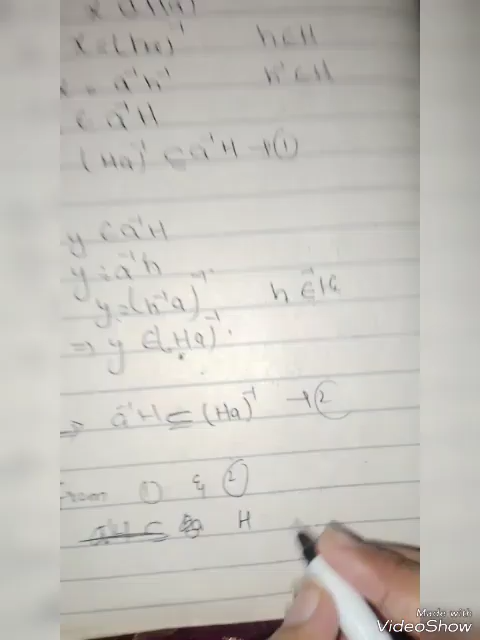 x = (ha)⁻¹ h ∈ H
x = a⁻¹h⁻¹ h⁻¹ ∈ H
∈ a⁻¹H
(Ha)⁻¹ ⊆ a⁻¹H → ①
y ∈ a⁻¹H
y = a⁻¹h
y = (h⁻¹a)⁻¹ h⁻¹ ∈ H
⇒ y ∈ (Ha)⁻¹
⇒ a⁻¹H ⊆ (Ha)⁻¹ → ②
From ① & ②
H
Made with
VideoShow